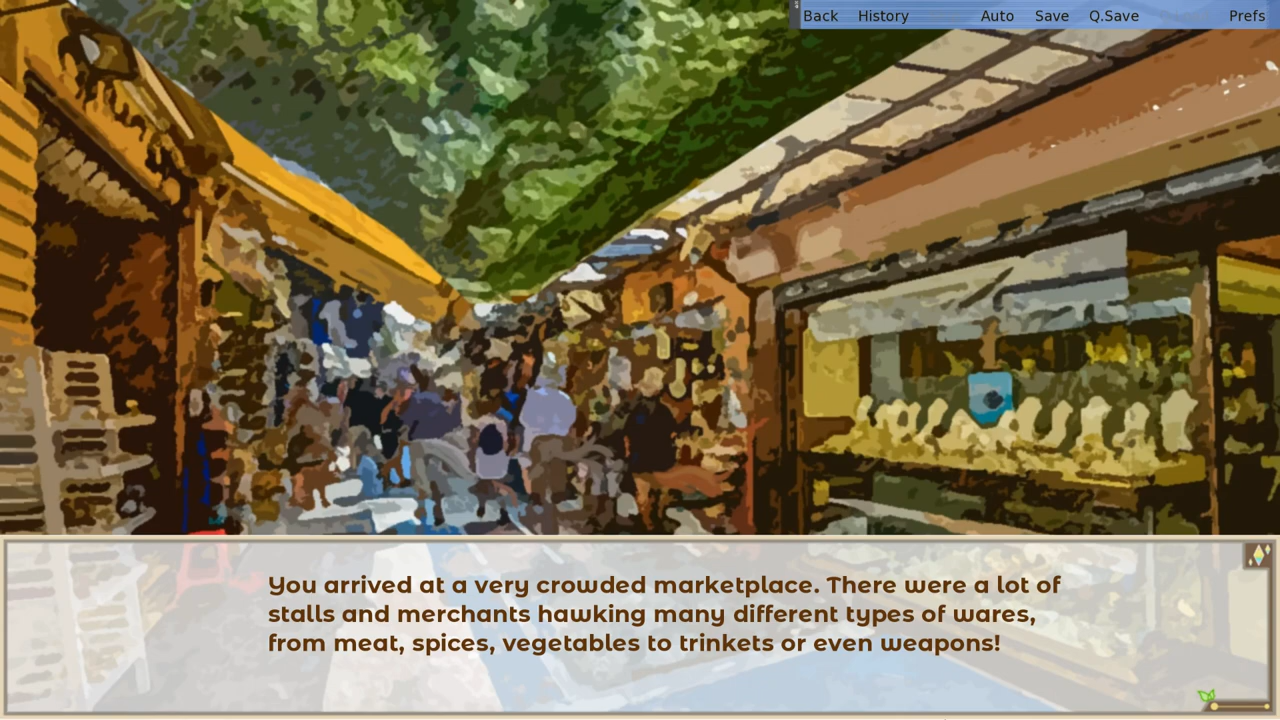 Back History Auto Save Q.Save Prefs
You arrived at a very crowded marketplace. There were a lot of
stalls and merchants hawking many different types of wares,
from meat, spices, vegetables to trinkets or even weapons!